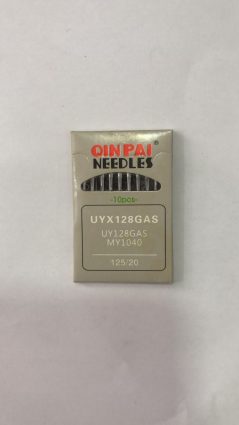 QIN PAI®
NEEDLES
-10pcs-
UYX128GAS
UY128GAS
MY1040
125/20